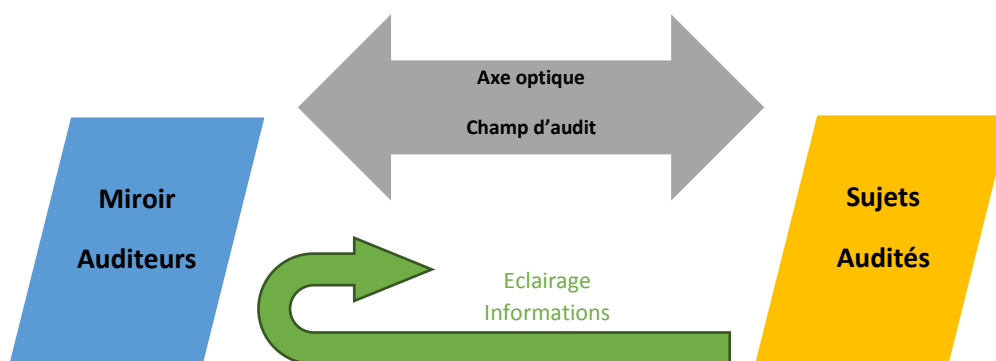 Axe optique
Champ d'audit
Miroir
Auditeurs
Sujets
Audités
Eclairage
Informations